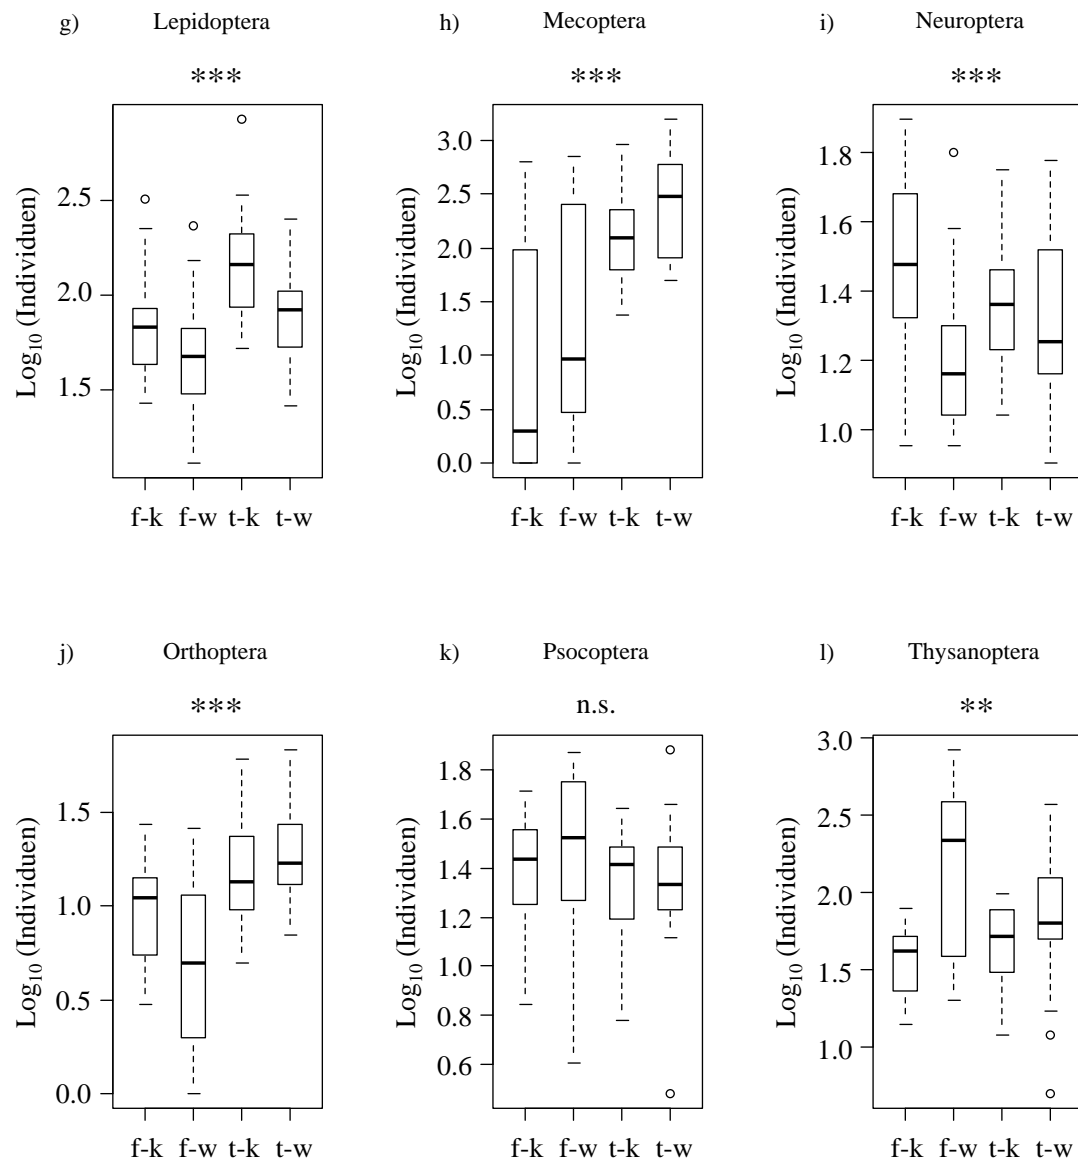 g) Lepidoptera h) Mecoptera i) Neuroptera
*** *** ***
Log10 (Individuen)
2.5
2.0
1.5
f-k f-w t-k t-w
Log10 (Individuen)
3.0
2.5
2.0
1.5
1.0
0.5
0.0
f-k f-w t-k t-w
Log10 (Individuen)
1.8
1.6
1.4
1.2
1.0
f-k f-w t-k t-w
j) Orthoptera k) Psocoptera l) Thysanoptera
*** n.s. **
Log10 (Individuen)
1.5
1.0
0.5
0.0
f-k f-w t-k t-w
Log10 (Individuen)
1.8
1.6
1.4
1.2
1.0
0.8
0.6
f-k f-w t-k t-w
Log10 (Individuen)
3.0
2.5
2.0
1.5
1.0
f-k f-w t-k t-w